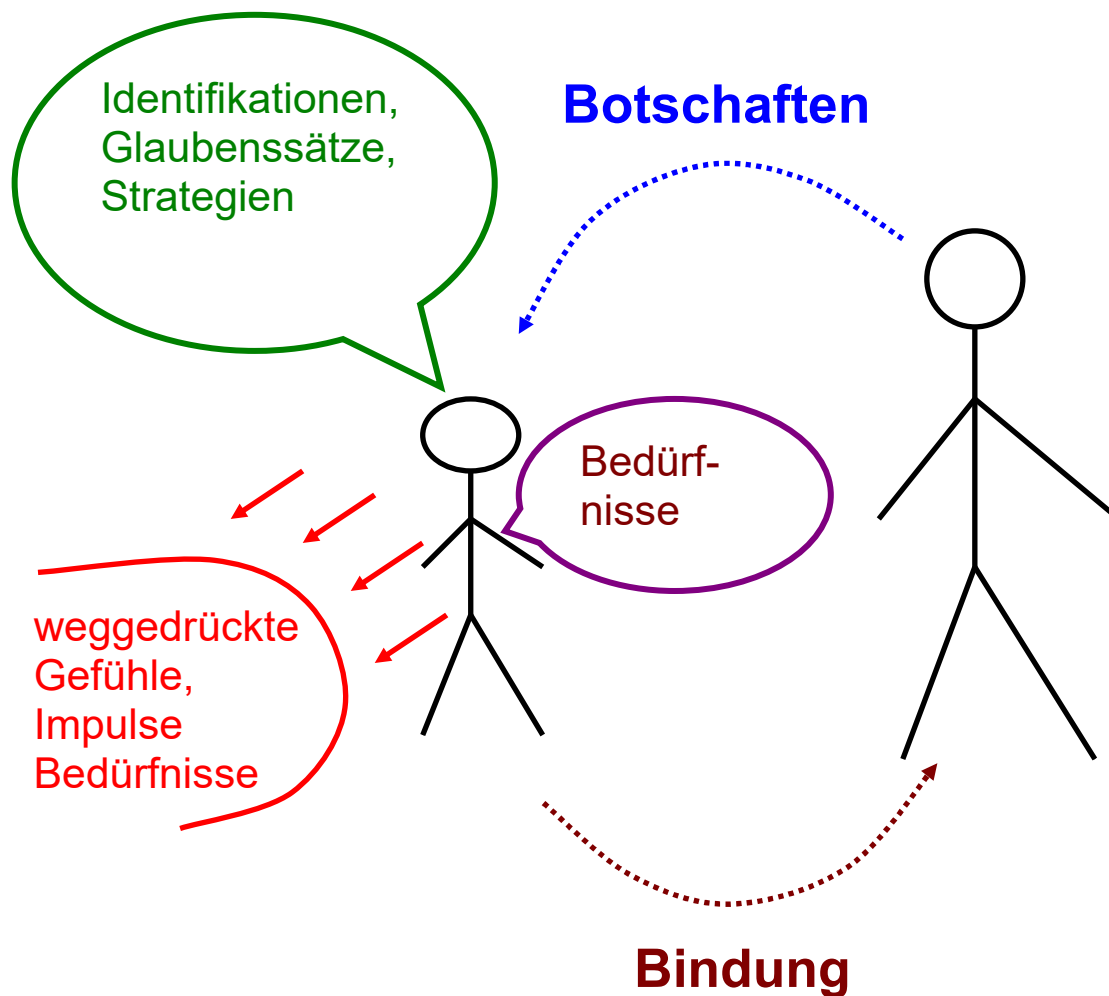 Identifikationen,
Glaubenssätze,
Strategien
Botschaften
Bedürf-
nisse
weggedrückte
Gefühle,
Impulse
Bedürfnisse
Bindung